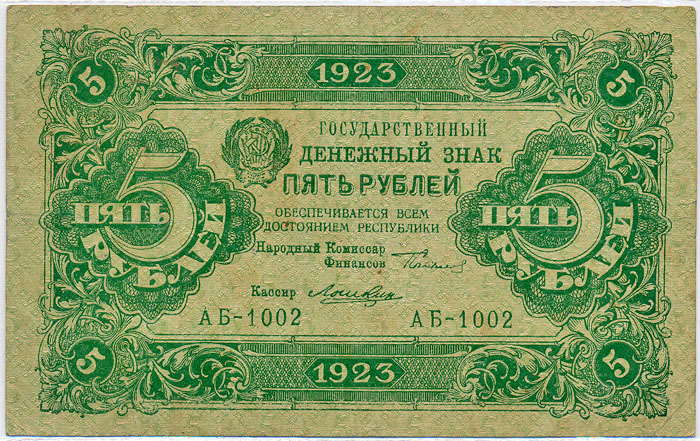 5 1923 5
ГОСУДАРСТВЕННЫЙ
ДЕНЕЖНЫЙ ЗНАК
ПЯТЬ РУБЛЕЙ
5 ПЯТЬ РУБЛЕЙ
5 ПЯТЬ РУБЛЕЙ
ОБЕСПЕЧИВАЕТСЯ ВСЕМ
ДОСТОЯНИЕМ РЕСПУБЛИКИ
Народный Комиссар
Финансов
Кассир
АБ-1002 АБ-1002
5 1923 5